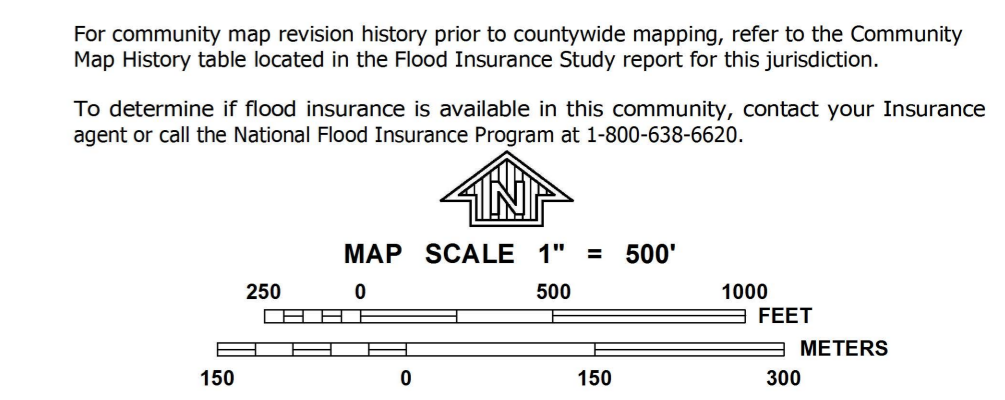 For community map revision history prior to countywide mapping, refer to the Community
Map History table located in the Flood Insurance Study report for this jurisdiction.
To determine if flood insurance is available in this community, contact your Insurance
agent or call the National Flood Insurance Program at 1-800-638-6620.
N
MAP SCALE 1" = 500'
250 0 500 1000
FEET
METERS
150 0 150 300